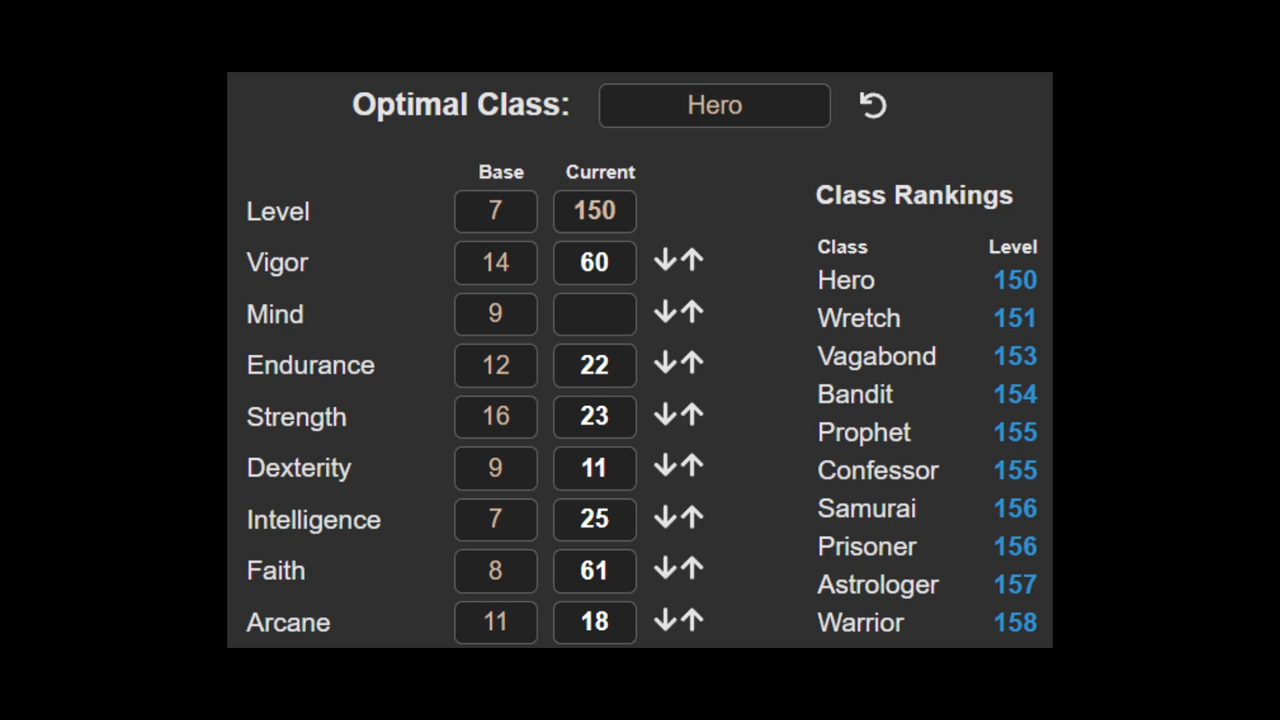 Optimal Class: Hero
Base Current
Level 7 150
Vigor 14 60
Mind 9
Endurance 12 22
Strength 16 23
Dexterity 9 11
Intelligence 7 25
Faith 8 61
Arcane 11 18
Class Rankings
Class Level
Hero 150
Wretch 151
Vagabond 153
Bandit 154
Prophet 155
Confessor 155
Samurai 156
Prisoner 156
Astrologer 157
Warrior 158